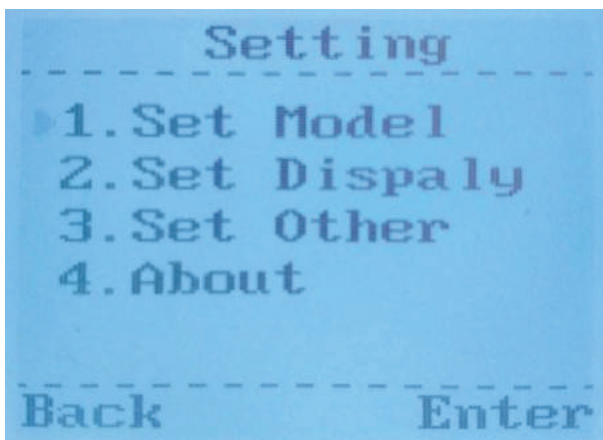 Setting
1.Set Model
2.Set Dispaly
3.Set Other
4.About
Back Enter